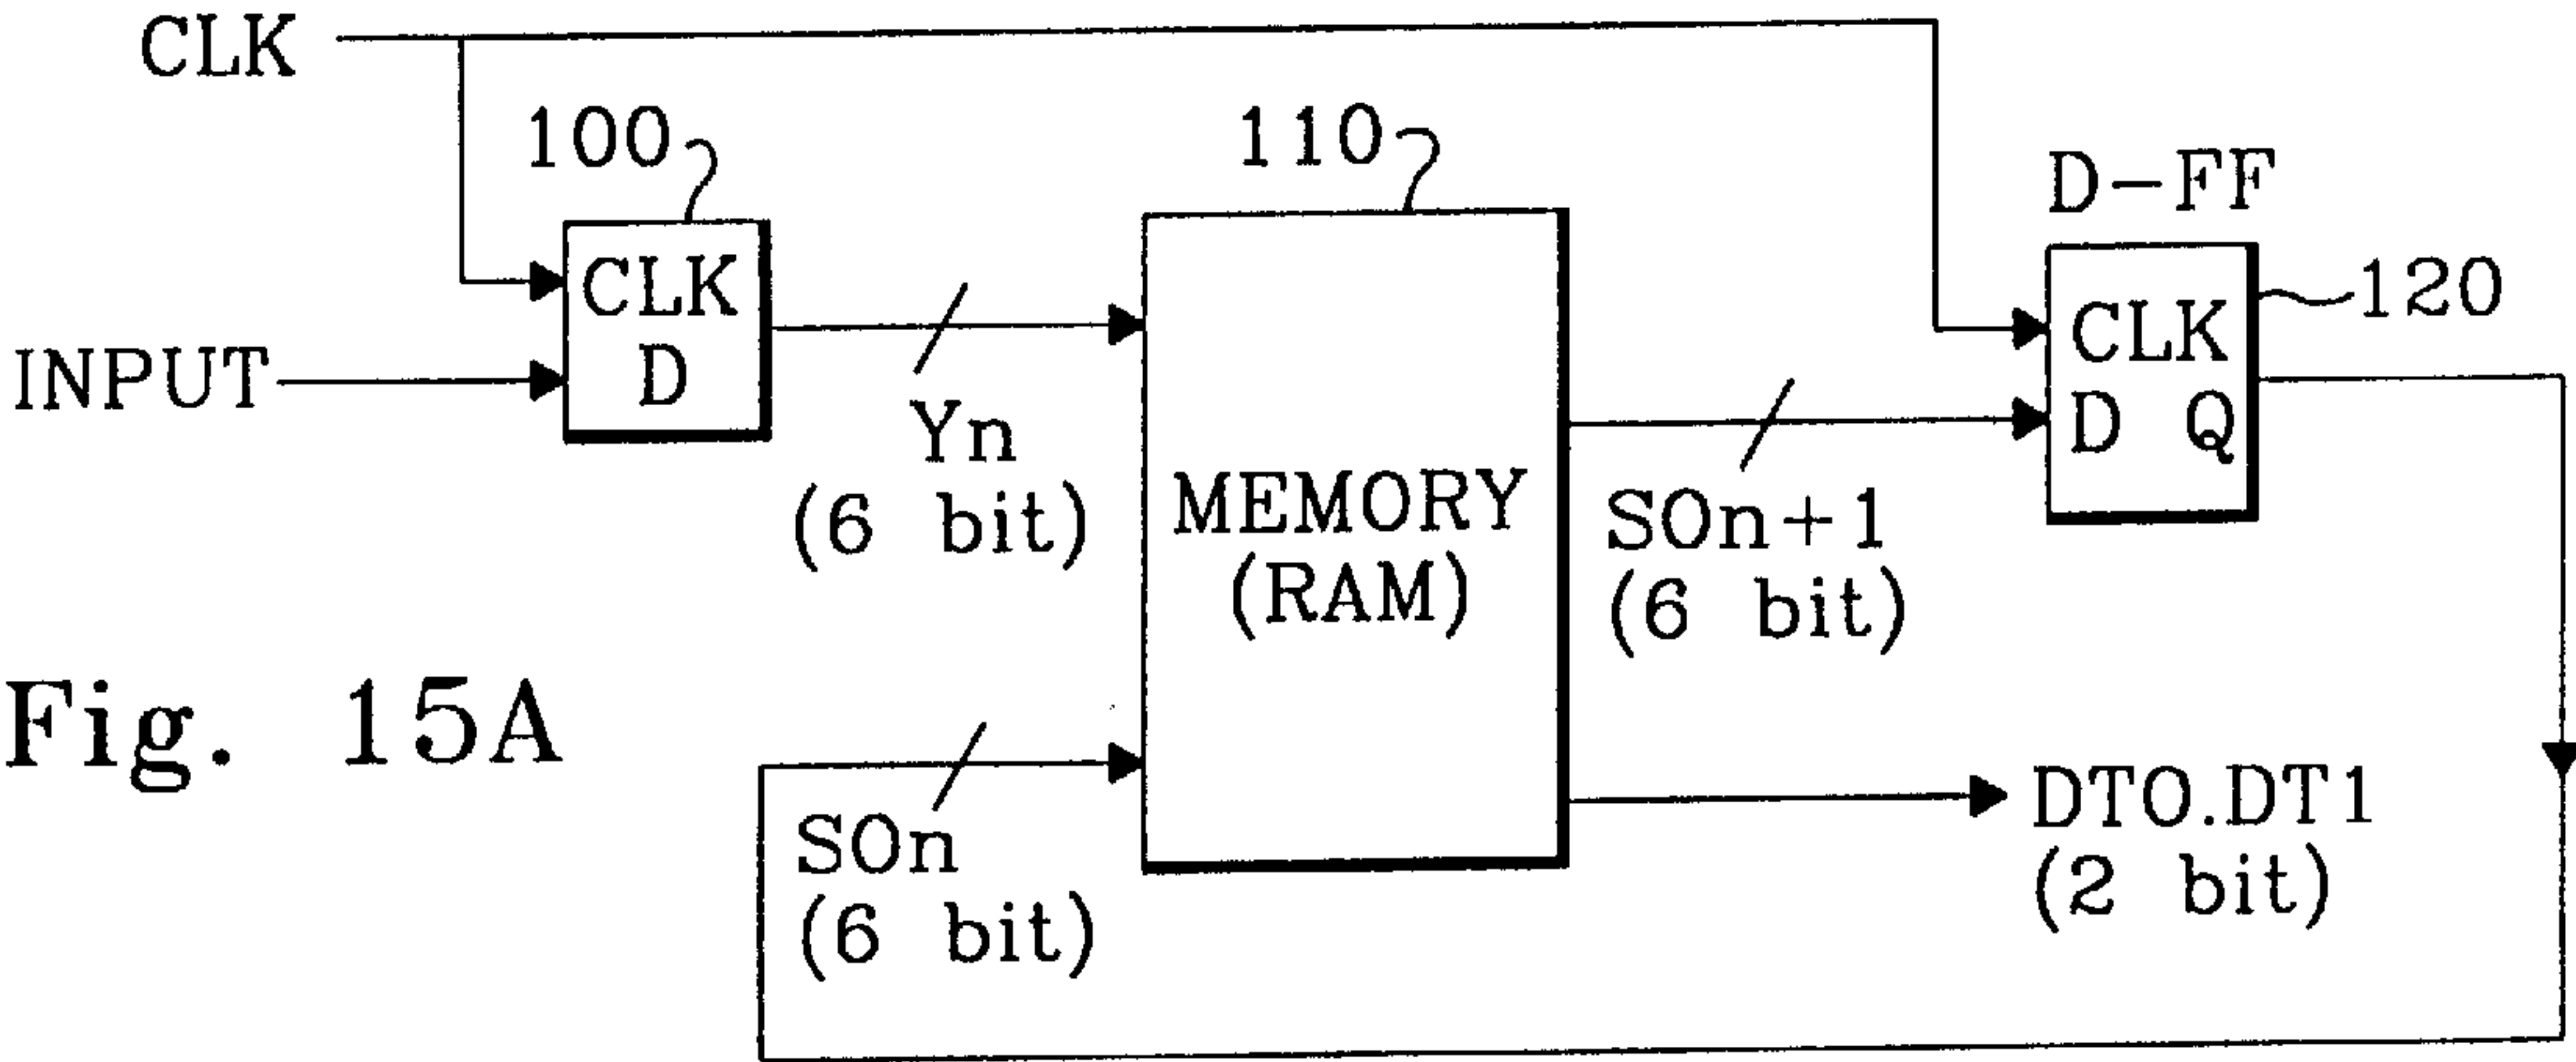 CLK
100
110
D-FF
CLK
D
INPUT
Yn
(6 bit)
MEMORY
(RAM)
SOn+1
(6 bit)
CLK
D Q
120
Fig. 15A
SOn
(6 bit)
DTO.DT1
(2 bit)